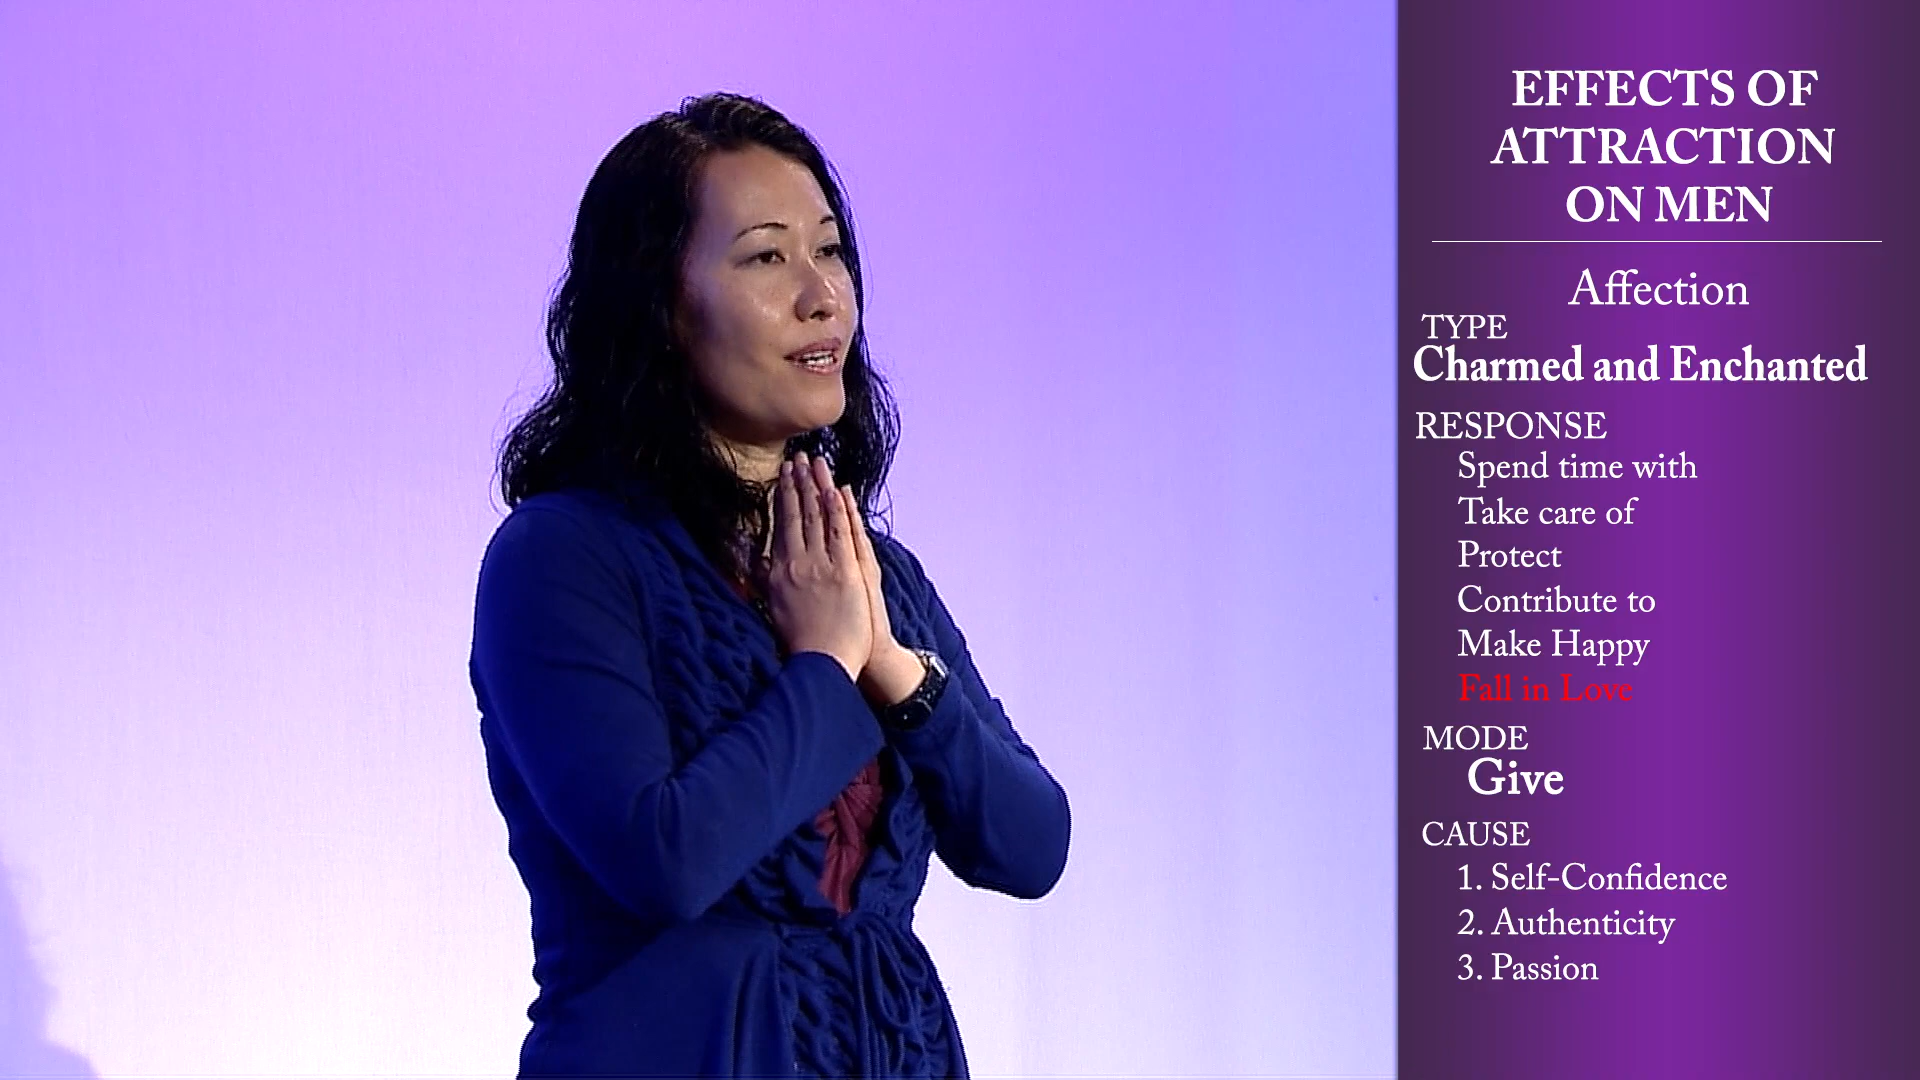 EFFECTS OF
ATTRACTION
ON MEN
Affection
TYPE
Charmed and Enchanted
RESPONSE
Spend time with
Take care of
Protect
Contribute to
Make Happy
Fall in Love
MODE
Give
CAUSE
1. Self-Confidence
2. Authenticity
3. Passion